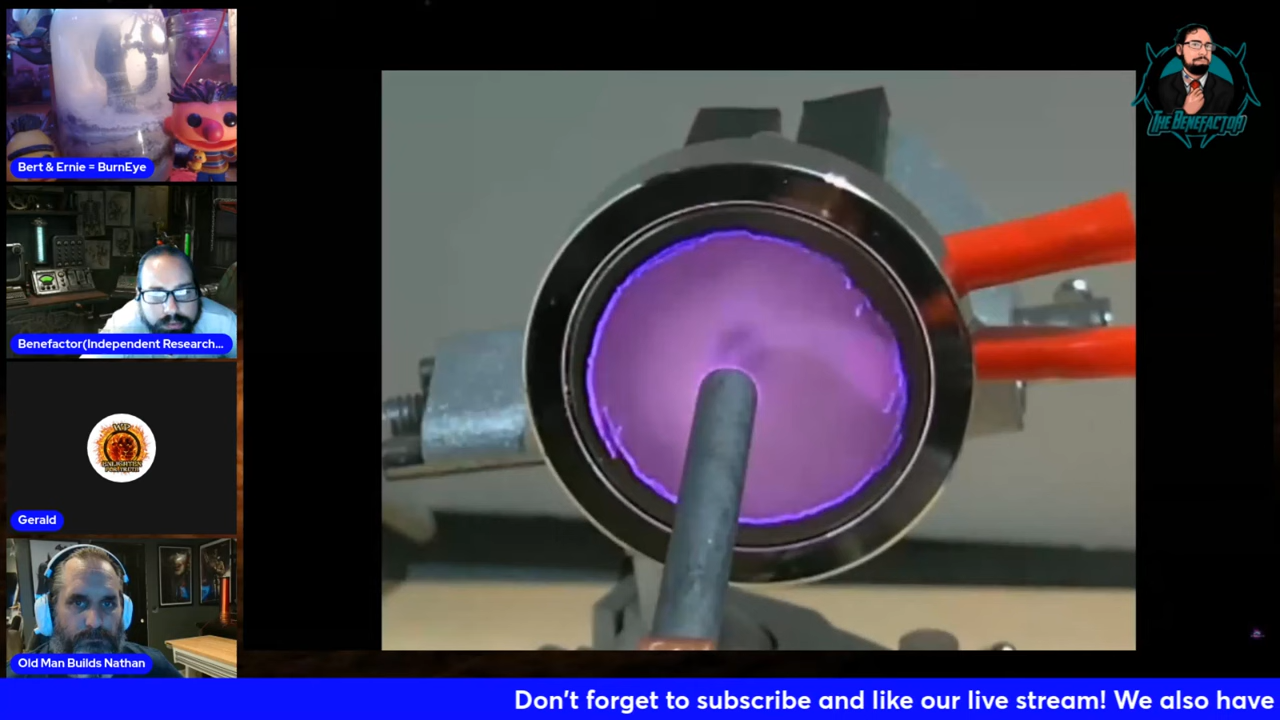 Bert & Ernie = BurnEye
Benefactor(Independent Research...
Gerald
Old Man Builds Nathan
THE BENEFACTOR
Don't forget to subscribe and like our live stream! We also have